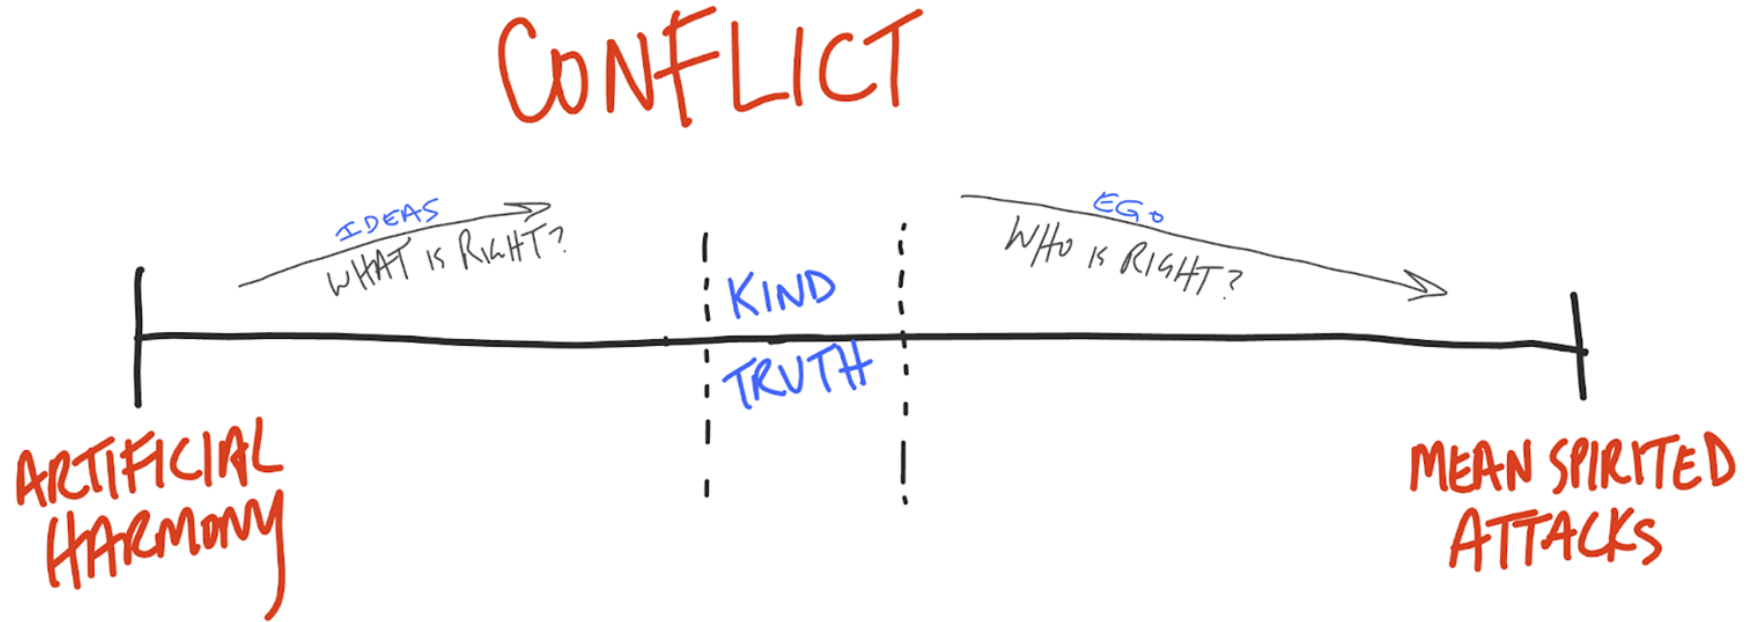 CONFLICT
IDEAS
WHAT IS RIGHT?
EGO
WHO IS RIGHT?
KIND
TRUTH
ARTIFICIAL
HARMONY
MEAN SPIRITED
ATTACKS